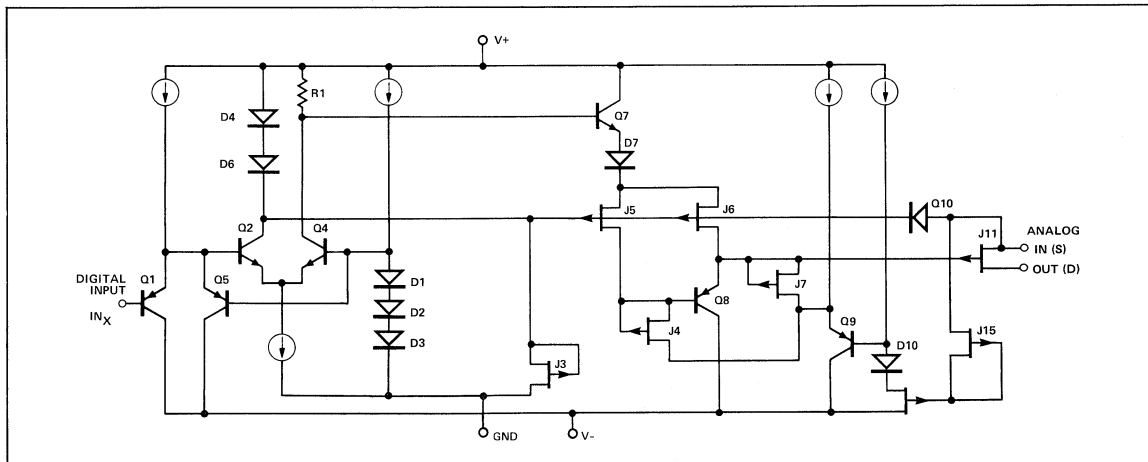 V+
R1
D4
Q7
D7
D6
Q10
J5
J6
J11
ANALOG
IN (S)
OUT (D)
Q2
Q4
Q1
Q5
DIGITAL
INPUT
INX
D1
D2
D3
J7
Q8
J4
Q9
D10
J15
J3
GND
V-